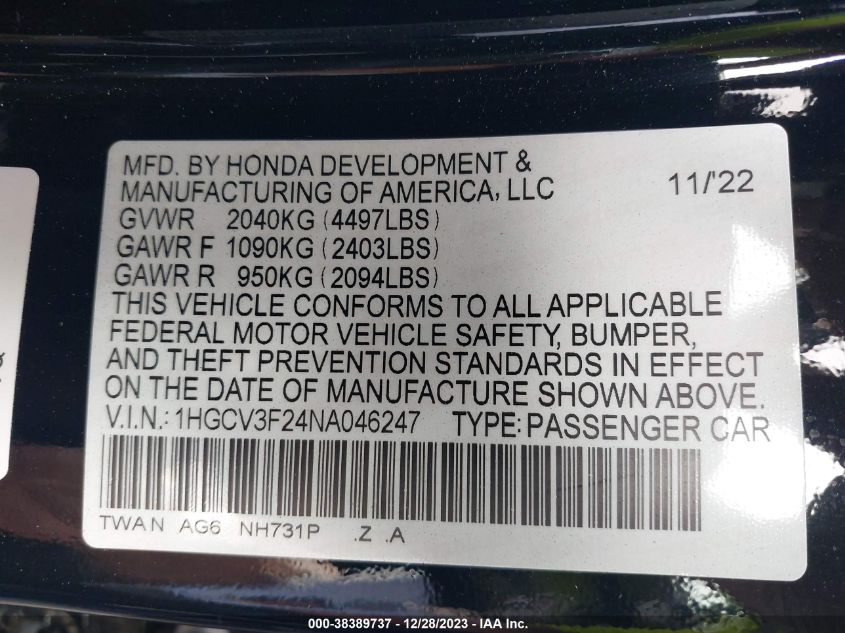 MFD. BY HONDA DEVELOPMENT &
MANUFACTURING OF AMERICA, LLC 11/'22
GVWR 2040KG (4497LBS)
GAWR F 1090KG (2403LBS)
GAWR R 950KG (2094LBS)
THIS VEHICLE CONFORMS TO ALL APPLICABLE
FEDERAL MOTOR VEHICLE SAFETY, BUMPER,
AND THEFT PREVENTION STANDARDS IN EFFECT
ON THE DATE OF MANUFACTURE SHOWN ABOVE.
V.I.N.: 1HGCV3F24NA046247 TYPE: PASSENGER CAR
TWA N AG6 NH731P .Z .A
000-38389737 - 12/28/2023 - IAA Inc.